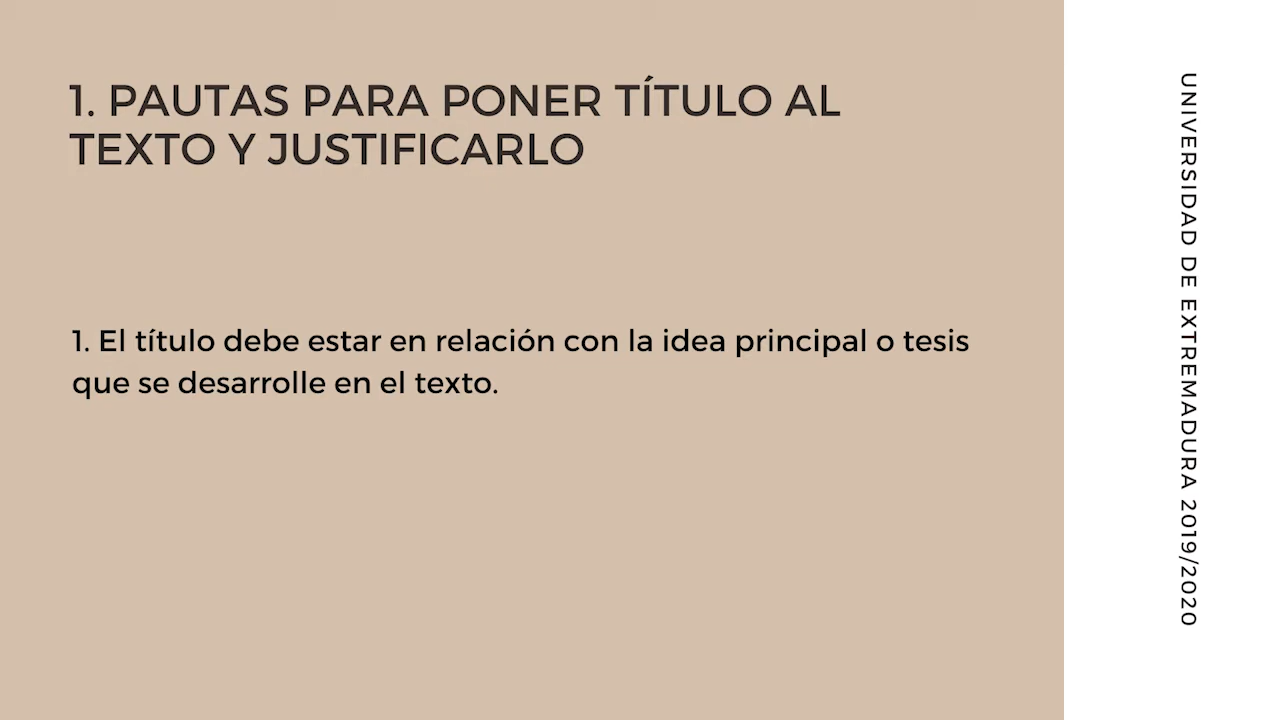 1. PAUTAS PARA PONER TÍTULO AL
TEXTO Y JUSTIFICARLO
1. El título debe estar en relación con la idea principal o tesis
que se desarrolle en el texto.
UNIVERSIDAD DE EXTREMADURA 2019/2020